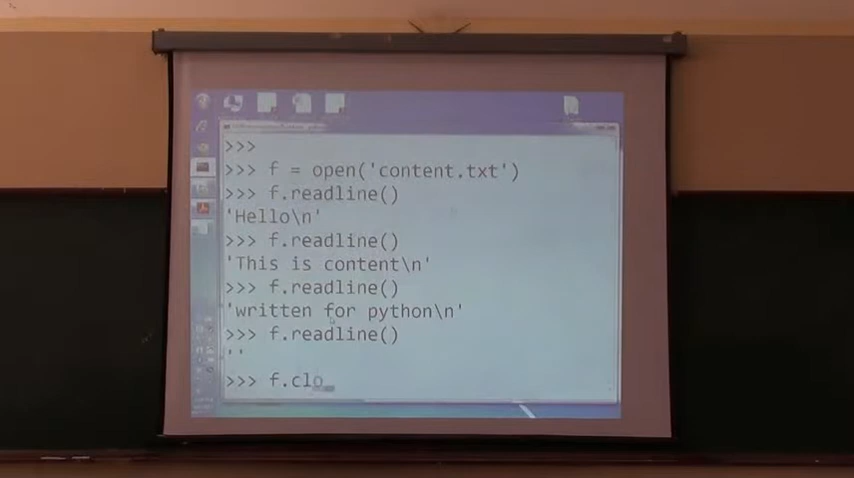 >>>
>>> f = open('content.txt')
>>> f.readline()
'Hello\n'
>>> f.readline()
'This is content\n'
>>> f.readline()
'written for python\n'
>>> f.readline()
''
>>> f.clo